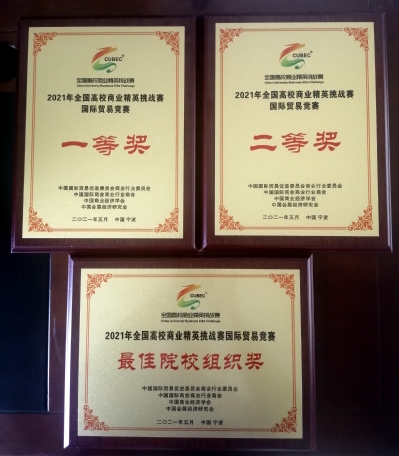 CUBEC
全国高校商业精英挑战赛
China University Business Elite Challenge
2021年全国高校商业精英挑战赛
国际贸易竞赛
一等奖
中国国际贸易促进委员会商业行业委员会
中国国际商会商业行业商会
中国商业经济学会
中国会展经济研究会
二〇二一年五月 中国 宁波
CUBEC
全国高校商业精英挑战赛
China University Business Elite Challenge
2021年全国高校商业精英挑战赛
国际贸易竞赛
二等奖
中国国际贸易促进委员会商业行业委员会
中国国际商会商业行业商会
中国商业经济学会
中国会展经济研究会
二〇二一年五月 中国 宁波
CUBEC
全国高校商业精英挑战赛
China University Business Elite Challenge
2021年全国高校商业精英挑战赛国际贸易竞赛
最佳院校组织奖
中国国际贸易促进委员会商业行业委员会
中国国际商会商业行业商会
中国商业经济学会
中国会展经济研究会
二〇二一年五月 中国 宁波